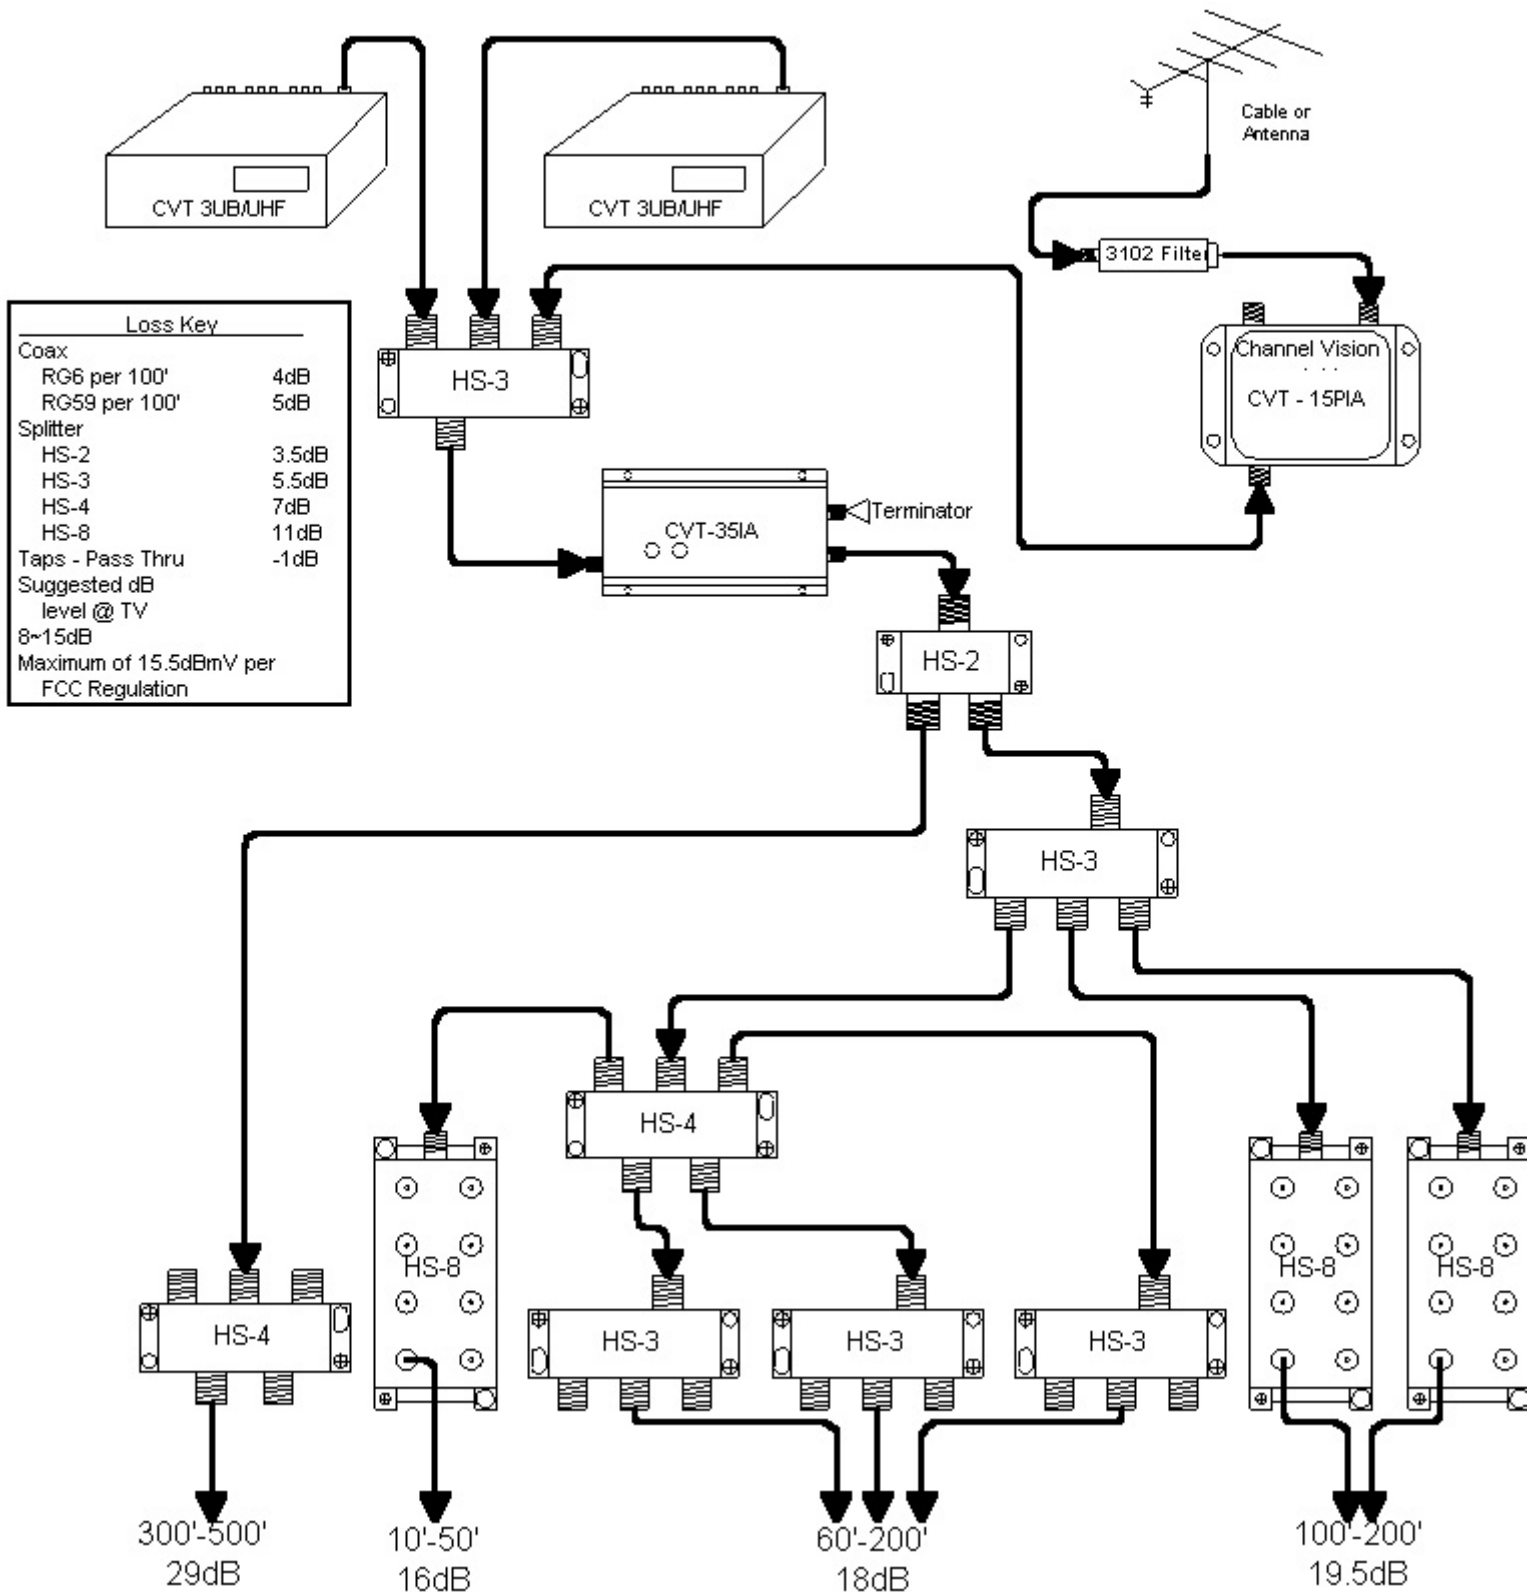 Cable or
Antenna
CVT 3UB/UHF
CVT 3UB/UHF
3102 Filter
Loss Key
Coax
RG6 per 100' 4dB
RG59 per 100' 5dB
Splitter
HS-2 3.5dB
HS-3 5.5dB
HS-4 7dB
HS-8 11dB
Taps - Pass Thru -1dB
Suggested dB
level @ TV
8~15dB
Maximum of 15.5dBmV per
FCC Regulation
HS-3
Channel Vision
CVT - 15PIA
CVT-35IA
Terminator
HS-2
HS-3
HS-4
HS-8
HS-8
HS-8
HS-4
HS-3
HS-3
HS-3
300'-500'
29dB
10'-50'
16dB
60'-200'
18dB
100'-200'
19.5dB